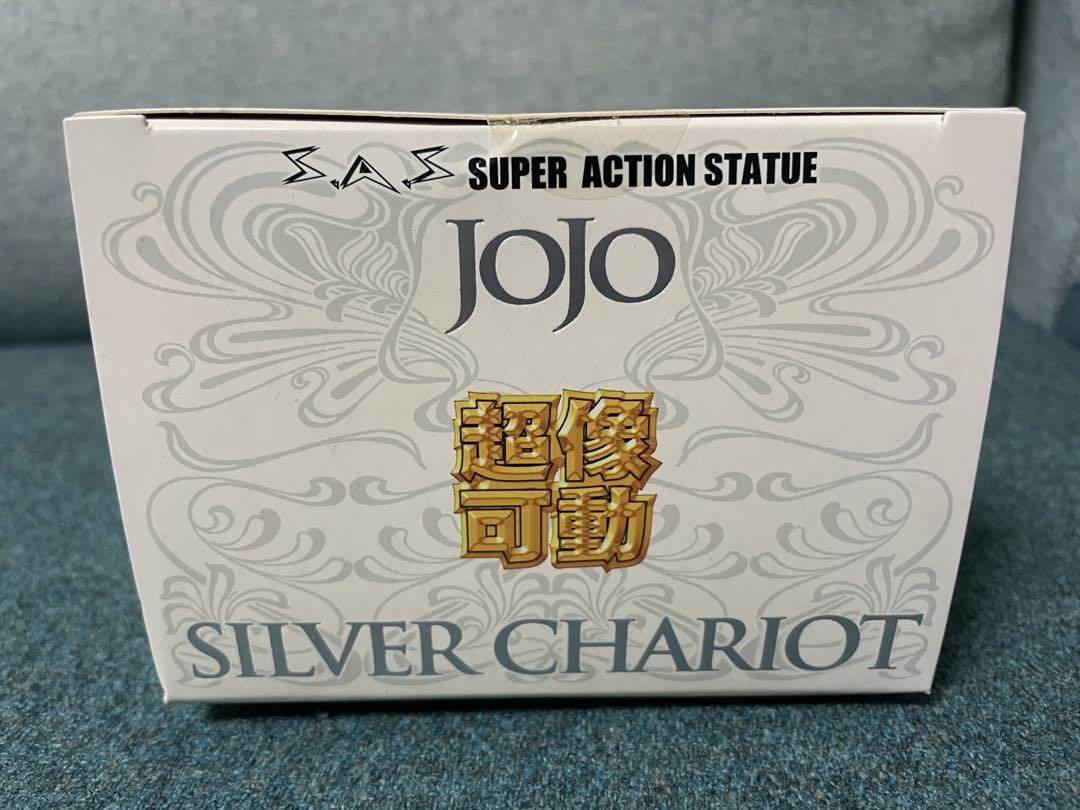 S.A.S SUPER ACTION STATUE
JOJO
超像
可動
SILVER CHARIOT